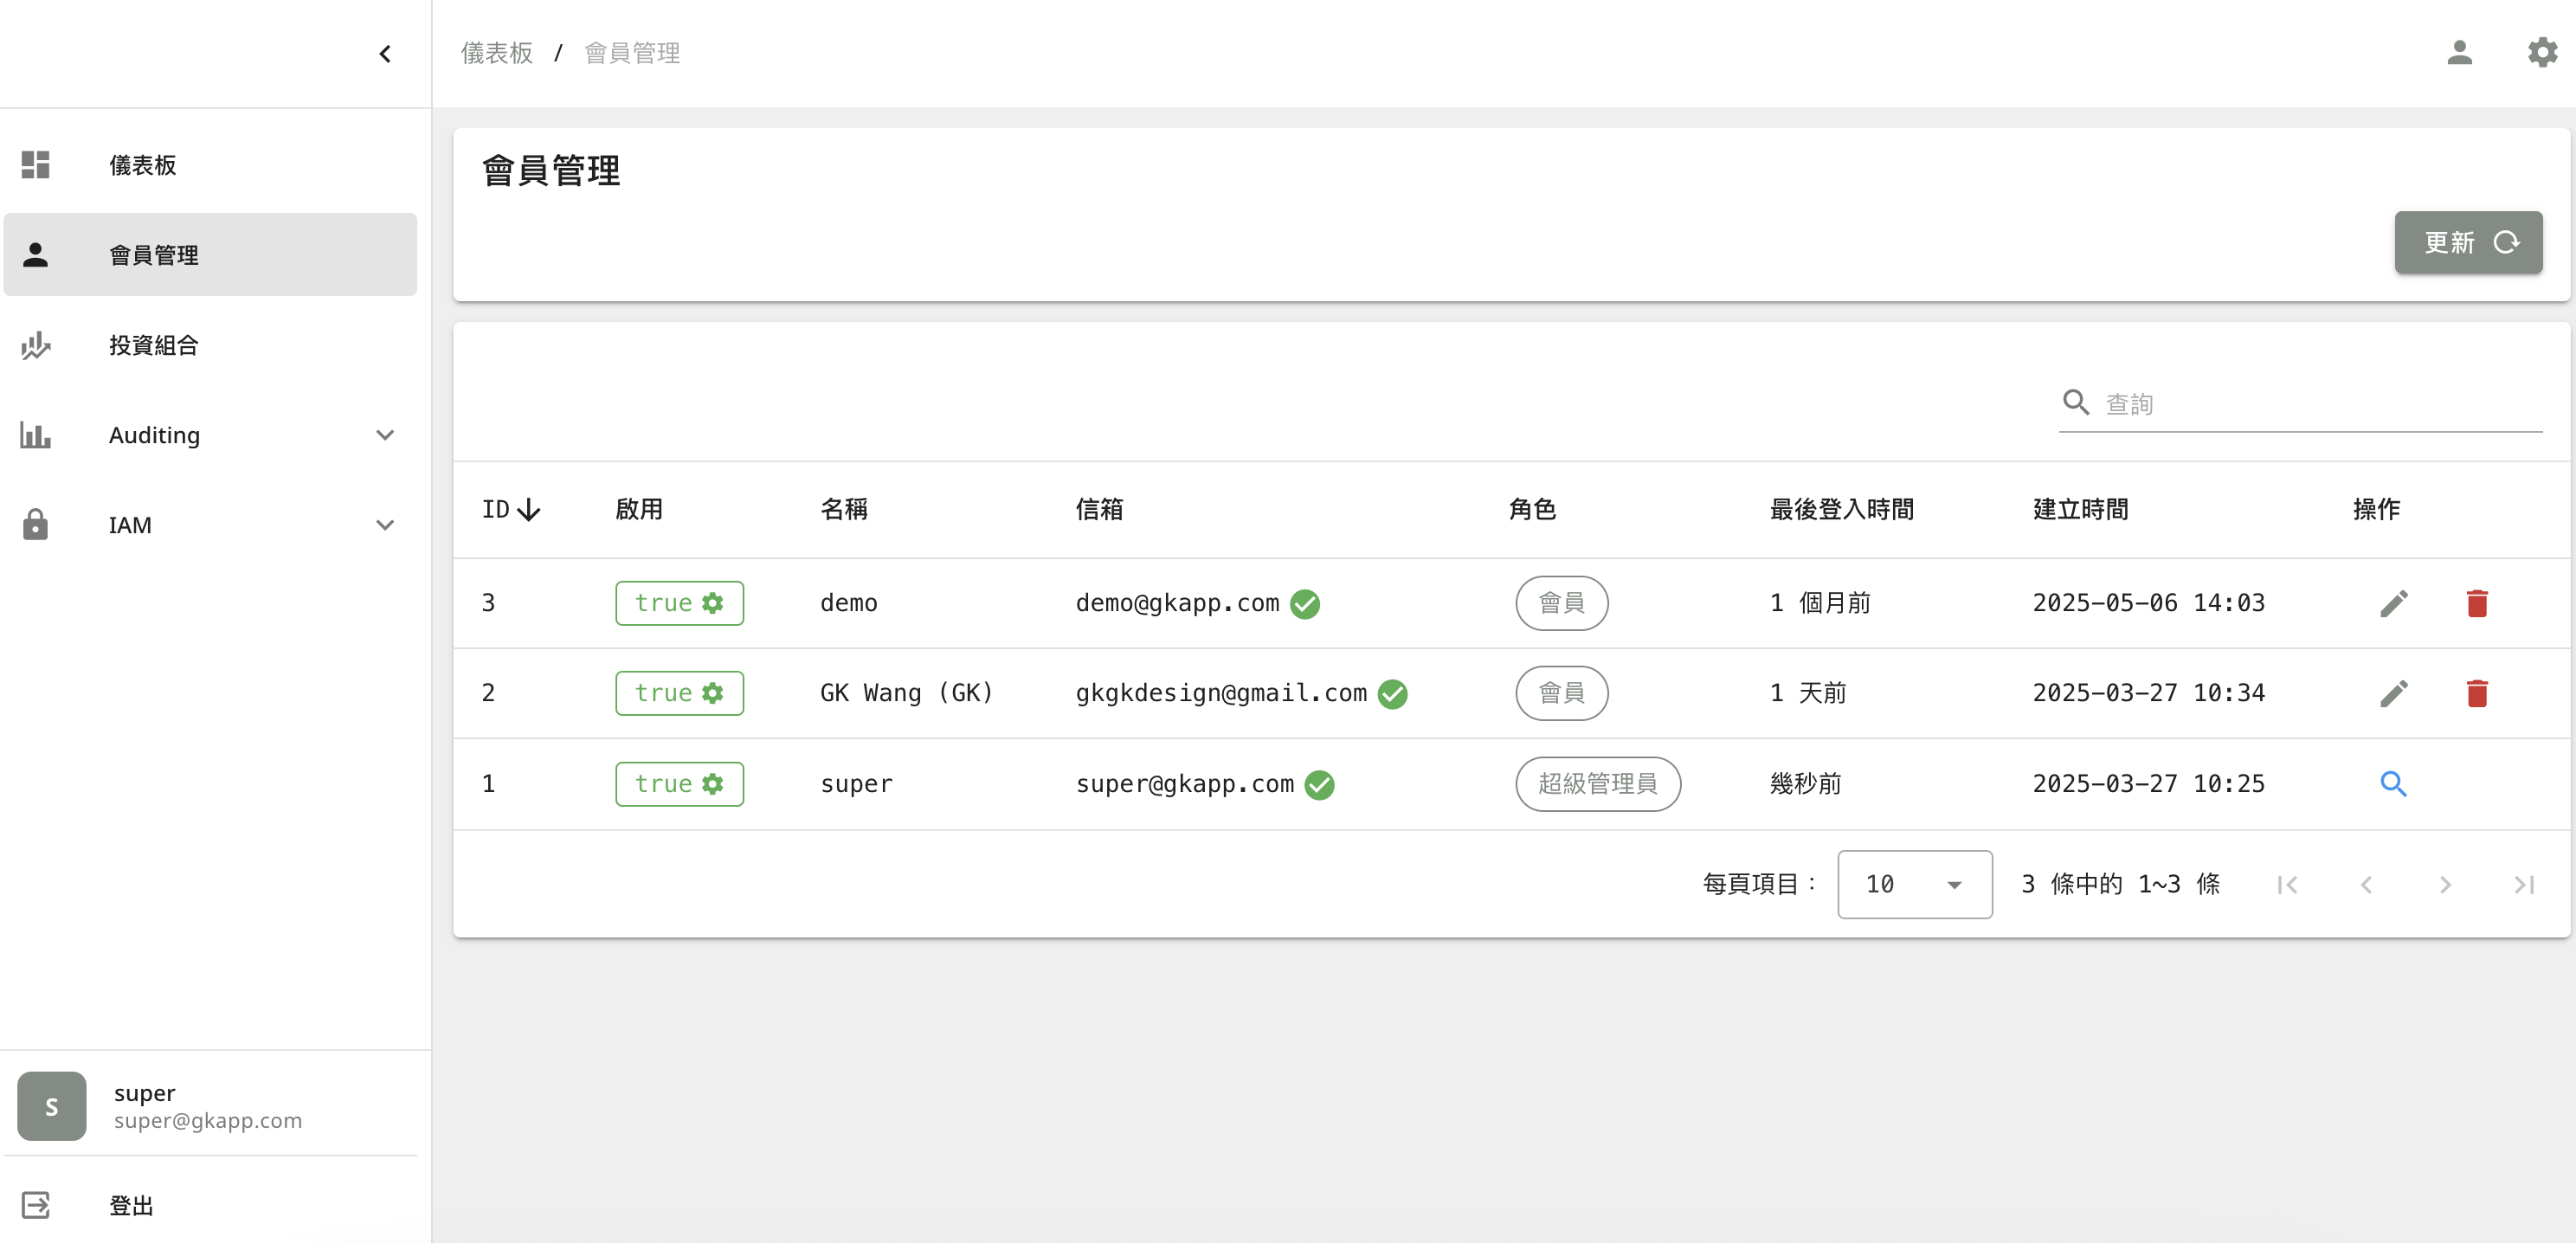 儀表板 / 會員管理
儀表板
會員管理
投資組合
Auditing
IAM
super
super@gkapp.com
S
登出
會員管理
更新
查詢
ID 啟用 名稱 信箱 角色 最後登入時間 建立時間 操作
3 true demo demo@gkapp.com 會員 1 個月前 2025-05-06 14:03
2 true GK Wang (GK) gkgkdesign@gmail.com 會員 1 天前 2025-03-27 10:34
1 true super super@gkapp.com 超級管理員 幾秒前 2025-03-27 10:25
每頁項目： 10 3 條中的 1~3 條